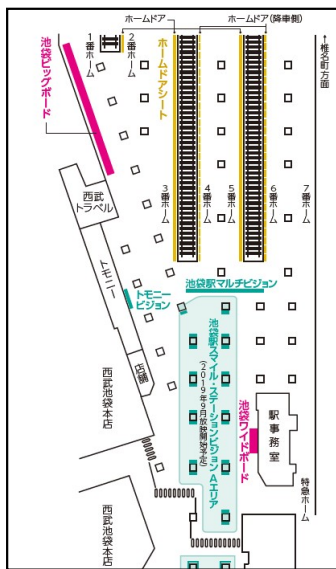 ホームドア
ホームドア(降車側)
↑椎名町方面
1番ホーム
2番ホーム
ホームドアシート
池袋ビッグボード
3番ホーム
4番ホーム
5番ホーム
6番ホーム
7番ホーム
西武
トラベル
トモニー
トモニー
ビジョン
池袋駅マルチビジョン
池袋駅スマイル・ステーションビジョン Aエリア
(2019年9月放映開始予定)
店舗
池袋ワイドボード
駅事務室
特急ホーム
西武池袋本店
西武池袋本店